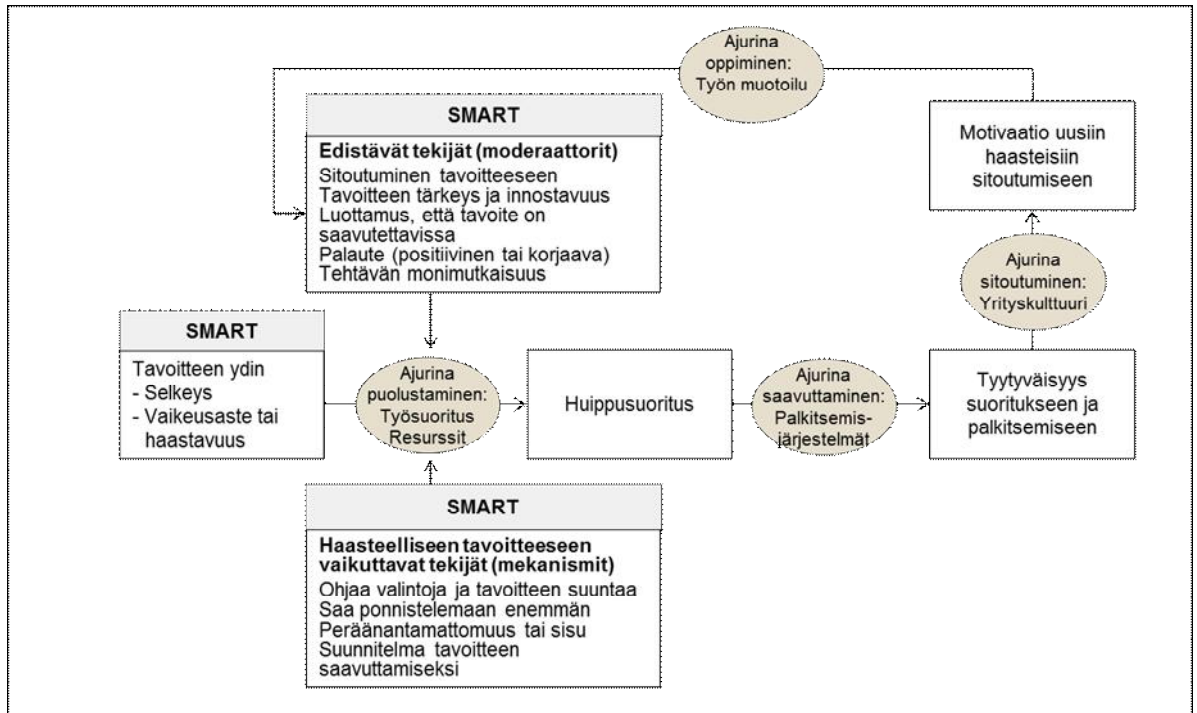 Ajurina
oppiminen:
Työn muotoilu
SMART
Edistävät tekijät (moderaattorit)
Sitoutuminen tavoitteeseen
Tavoitteen tärkeys ja innostavuus
Luottamus, että tavoite on
saavutettavissa
Palaute (positiivinen tai korjaava)
Tehtävän monimutkaisuus
Motivaatio uusiin
haasteisiin
sitoutumiseen
Ajurina
sitoutuminen:
Yrityskulttuuri
SMART
Tavoitteen ydin
- Selkeys
- Vaikeusaste tai
haastavuus
Ajurina
puolustaminen:
Työsuoritus
Resurssit
Huippusuoritus
Ajurina
saavuttaminen:
Palkitsemis-
järjestelmät
Tyytyväisyys
suoritukseen ja
palkitsemiseen
SMART
Haasteelliseen tavoitteeseen
vaikuttavat tekijät (mekanismit)
Ohjaa valintoja ja tavoitteen suuntaa
Saa ponnistelemaan enemmän
Peräänantamattomuus tai sisu
Suunnitelma tavoitteen
saavuttamiseksi